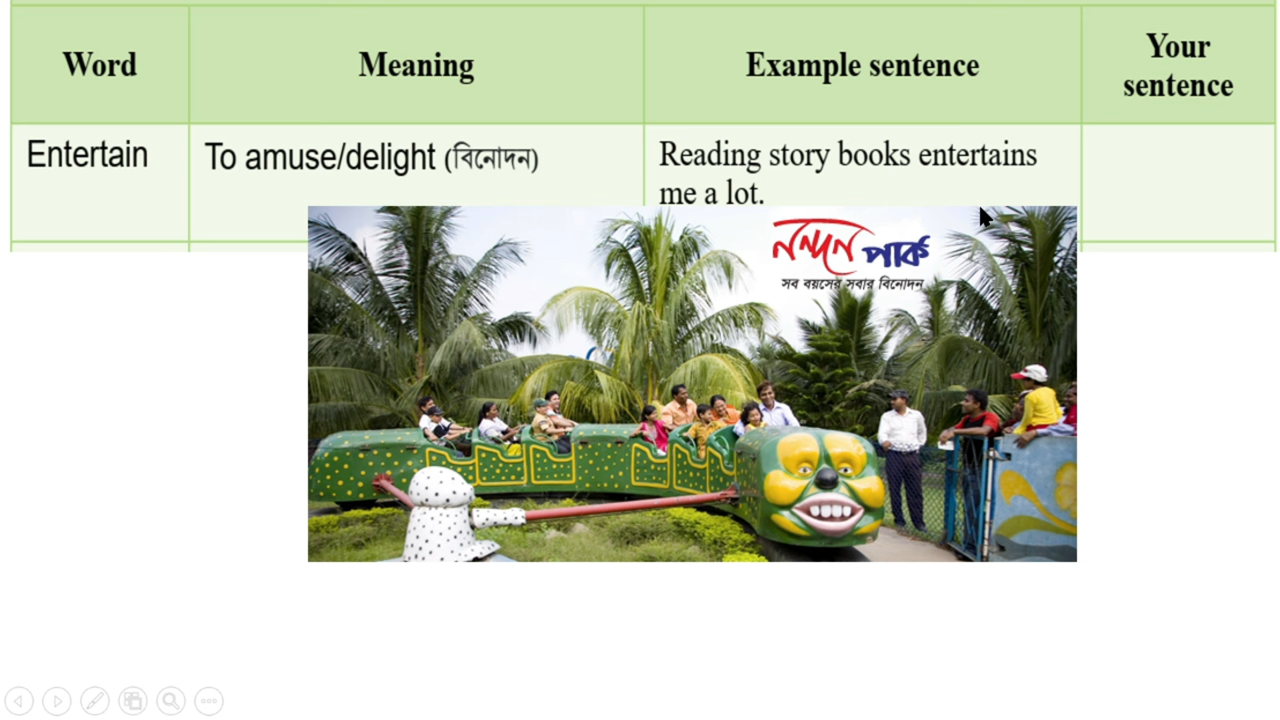 Word Meaning Example sentence Your sentence
Entertain To amuse/delight (বিনোদন) Reading story books entertains
me a lot.
নন্দন পার্ক
সব বয়সের সবার বিনোদন